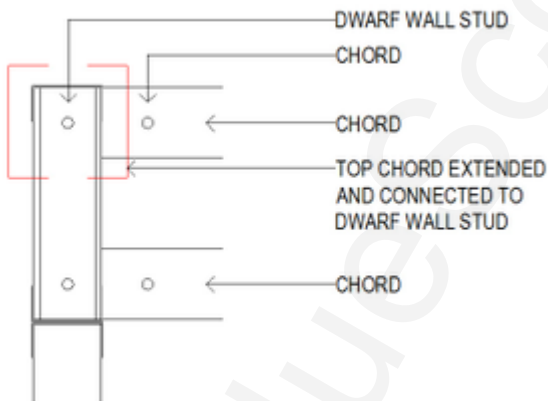 DWARF WALL STUD
CHORD
CHORD
TOP CHORD EXTENDED
AND CONNECTED TO
DWARF WALL STUD
CHORD